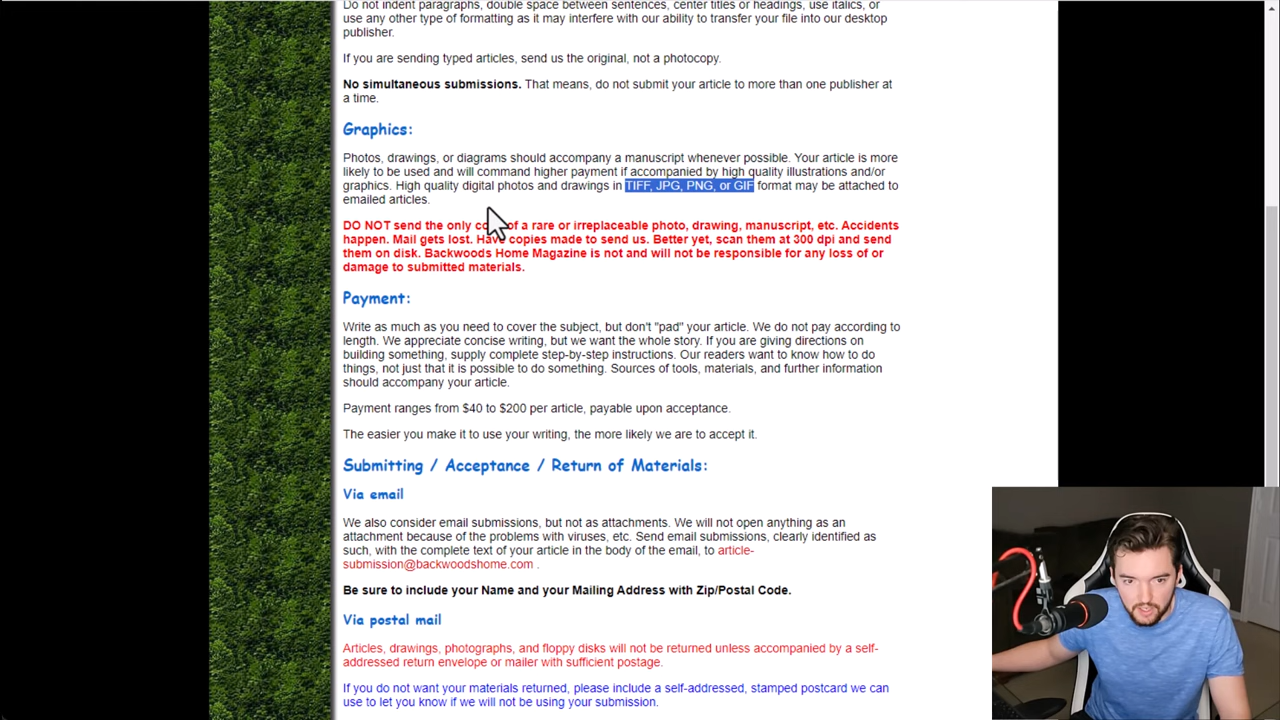 Do not indent paragraphs, double space between sentences, center titles or headings, use italics, or
use any other type of formatting as it may interfere with our ability to transfer your file into our desktop
publisher.
If you are sending typed articles, send us the original, not a photocopy.
No simultaneous submissions. That means, do not submit your article to more than one publisher at
a time.
Graphics:
Photos, drawings, or diagrams should accompany a manuscript whenever possible. Your article is more
likely to be used and will command higher payment if accompanied by high quality illustrations and/or
graphics. High quality digital photos and drawings in TIFF, JPG, PNG, or GIF format may be attached to
emailed articles.
DO NOT send the only copy of a rare or irreplaceable photo, drawing, manuscript, etc. Accidents
happen. Mail gets lost. Have copies made to send us. Better yet, scan them at 300 dpi and send
them on disk. Backwoods Home Magazine is not and will not be responsible for any loss of or
damage to submitted materials.
Payment:
Write as much as you need to cover the subject, but don't "pad" your article. We do not pay according to
length. We appreciate concise writing, but we want the whole story. If you are giving directions on
building something, supply complete step-by-step instructions. Our readers want to know how to do
things, not just that it is possible to do something. Sources of tools, materials, and further information
should accompany your article.
Payment ranges from $40 to $200 per article, payable upon acceptance.
The easier you make it to use your writing, the more likely we are to accept it.
Submitting / Acceptance / Return of Materials:
Via email
We also consider email submissions, but not as attachments. We will not open anything as an
attachment because of the problems with viruses, etc. Send email submissions, clearly identified as
such, with the complete text of your article in the body of the email, to article-
submission@backwoodshome.com .
Be sure to include your Name and your Mailing Address with Zip/Postal Code.
Via postal mail
Articles, drawings, photographs, and floppy disks will not be returned unless accompanied by a self-
addressed return envelope or mailer with sufficient postage.
If you do not want your materials returned, please include a self-addressed, stamped postcard we can
use to let you know if we will not be using your submission.